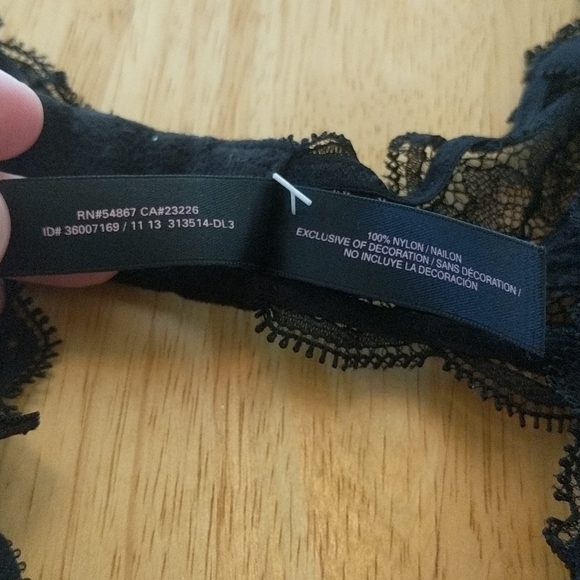 RN#54867 CA#23226
ID# 36007169 / 11 13 313514-DL3
100% NYLON / NAILON
EXCLUSIVE OF DECORATION / SANS DÉCORATION /
NO INCLUYE LA DECORACIÓN